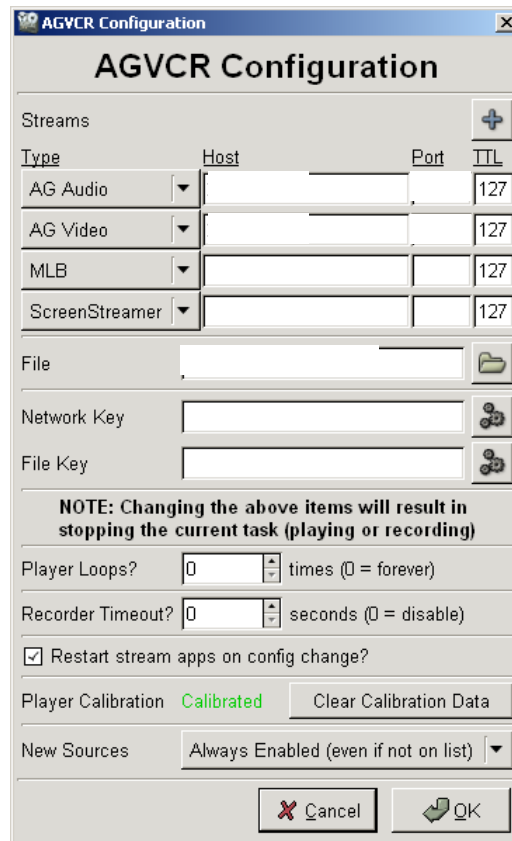 AGVCR Configuration
AGVCR Configuration
Streams
Type Host Port TTL
AG Audio 127
AG Video 127
MLB 127
ScreenStreamer 127
File
Network Key
File Key
NOTE: Changing the above items will result in
stopping the current task (playing or recording)
Player Loops? 0 times (0 = forever)
Recorder Timeout? 0 seconds (0 = disable)
Restart stream apps on config change?
Player Calibration Calibrated Clear Calibration Data
New Sources Always Enabled (even if not on list)
Cancel OK